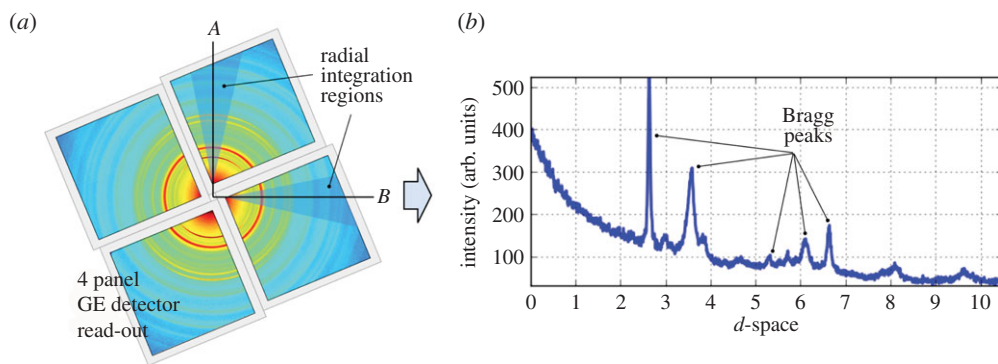 (a)
A
radial
integration
regions
B
4 panel
GE detector
read-out
(b)
intensity (arb. units)
500
400
300
200
100
Bragg
peaks
0 1 2 3 4 5 6 7 8 9 10
d-space